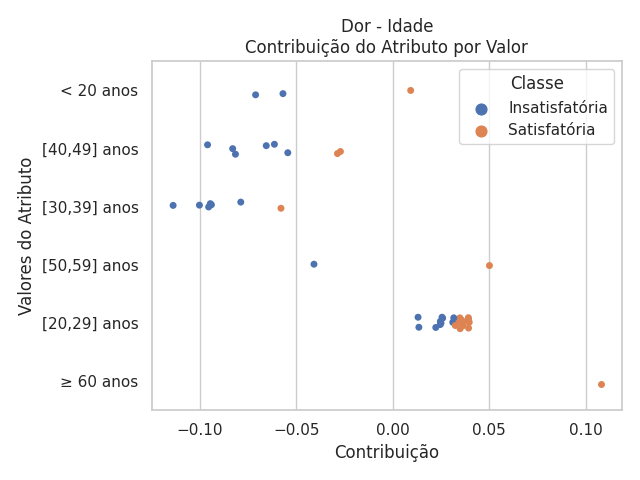 Dor - Idade
Contribuição do Atributo por Valor
Classe
Insatisfatória
Satisfatória
Valores do Atributo
< 20 anos
[40,49] anos
[30,39] anos
[50,59] anos
[20,29] anos
≥ 60 anos
−0.10
−0.05
0.00
0.05
0.10
Contribuição